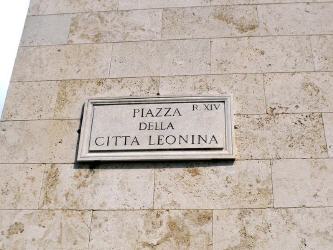 PIAZZA R. XIV
DELLA
CITTA LEONINA